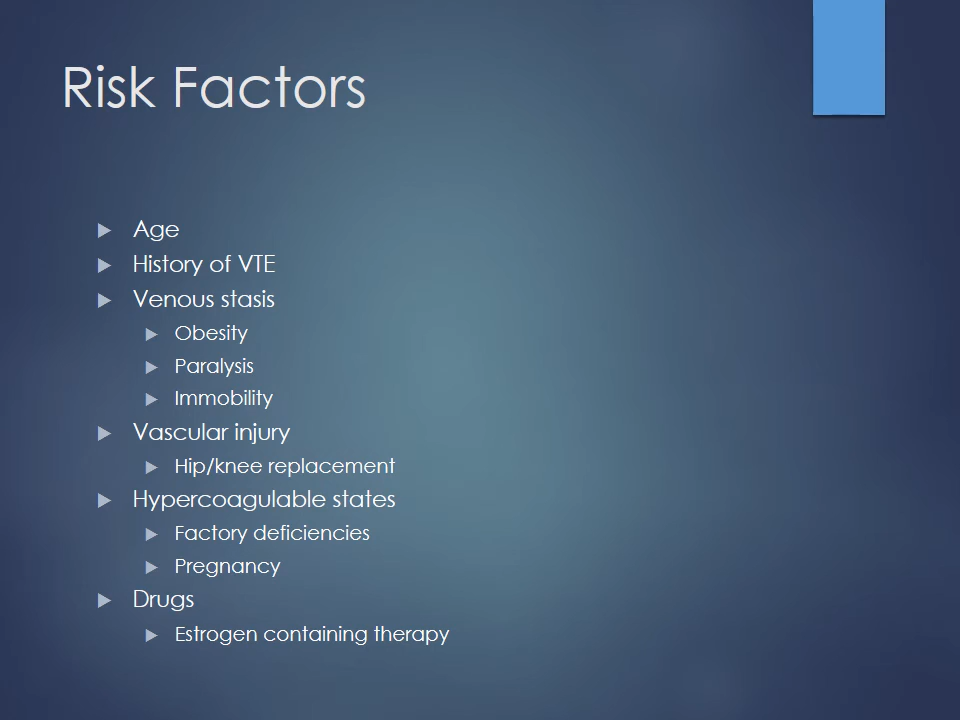 Risk Factors
Age
History of VTE
Venous stasis
Obesity
Paralysis
Immobility
Vascular injury
Hip/knee replacement
Hypercoagulable states
Factory deficiencies
Pregnancy
Drugs
Estrogen containing therapy